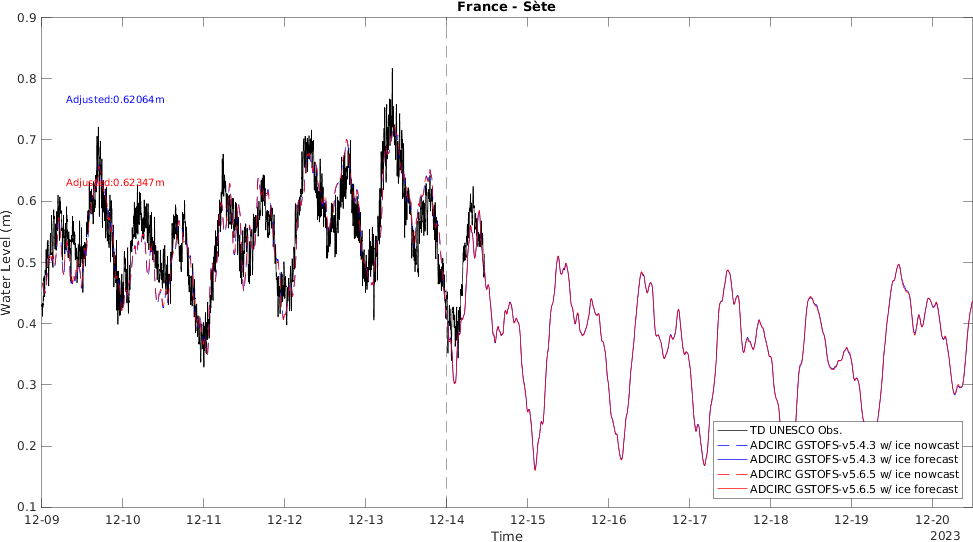 France - Sète
0.9
0.8
0.7
0.6
0.5
0.4
0.3
0.2
0.1
Water Level (m)
Adjusted:0.62064m
Adjusted:0.62347m
TD UNESCO Obs.
ADCIRC GSTOFS-v5.4.3 w/ ice nowcast
ADCIRC GSTOFS-v5.4.3 w/ ice forecast
ADCIRC GSTOFS-v5.6.5 w/ ice nowcast
ADCIRC GSTOFS-v5.6.5 w/ ice forecast
12-09 12-10 12-11 12-12 12-13 12-14 12-15 12-16 12-17 12-18 12-19 12-20
Time
2023